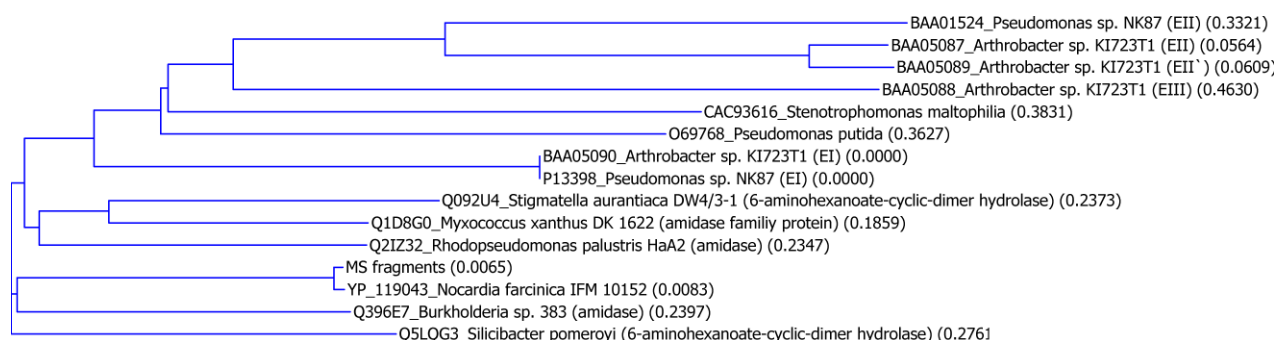 BAA01524_Pseudomonas sp. NK87 (EII) (0.3321)
BAA05087_Arthrobacter sp. KI723T1 (EII) (0.0564)
BAA05089_Arthrobacter sp. KI723T1 (EII`) (0.0609)
BAA05088_Arthrobacter sp. KI723T1 (EIII) (0.4630)
CAC93616_Stenotrophomonas maltophilia (0.3831)
O69768_Pseudomonas putida (0.3627)
BAA05090_Arthrobacter sp. KI723T1 (EI) (0.0000)
P13398_Pseudomonas sp. NK87 (EI) (0.0000)
Q092U4_Stigmatella aurantiaca DW4/3-1 (6-aminohexanoate-cyclic-dimer hydrolase) (0.2373)
Q1D8G0_Myxococcus xanthus DK 1622 (amidase familiy protein) (0.1859)
Q2IZ32_Rhodopseudomonas palustris HaA2 (amidase) (0.2347)
MS fragments (0.0065)
YP_119043_Nocardia farcinica IFM 10152 (0.0083)
Q396E7_Burkholderia sp. 383 (amidase) (0.2397)
Q5LOG3_Silicibacter pomeroyi (6-aminohexanoate-cyclic-dimer hydrolase) (0.2761